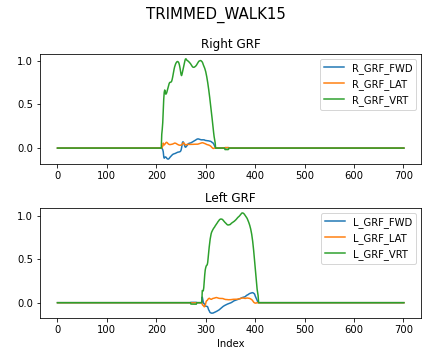 TRIMMED_WALK15
Right GRF
1.0
0.5
0.0
R_GRF_FWD
R_GRF_LAT
R_GRF_VRT
0 100 200 300 400 500 600 700
Left GRF
1.0
0.5
0.0
L_GRF_FWD
L_GRF_LAT
L_GRF_VRT
0 100 200 300 400 500 600 700
Index